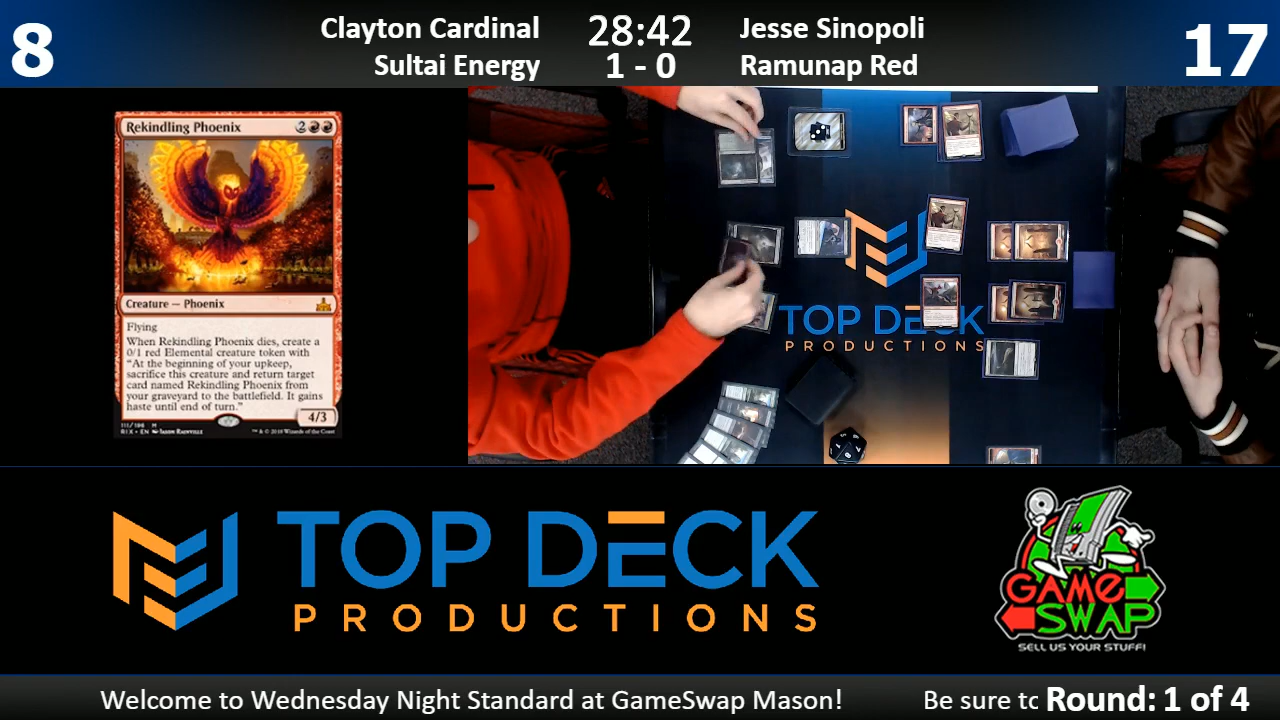 8
Clayton Cardinal
Sultai Energy
28:42
1 - 0
Jesse Sinopoli
Ramunap Red
17
Rekindling Phoenix
2
Creature — Phoenix
Flying
When Rekindling Phoenix dies, create a
0/1 red Elemental creature token with
"At the beginning of your upkeep,
sacrifice this creature and return target
card named Rekindling Phoenix from
your graveyard to the battlefield. It gains
haste until end of turn."
4/3
TOP DECK
PRODUCTIONS
TOP DECK
PRODUCTIONS
GAME
SWAP
SELL US YOUR STUFF!
Welcome to Wednesday Night Standard at GameSwap Mason!
Be sure to
Round: 1 of 4